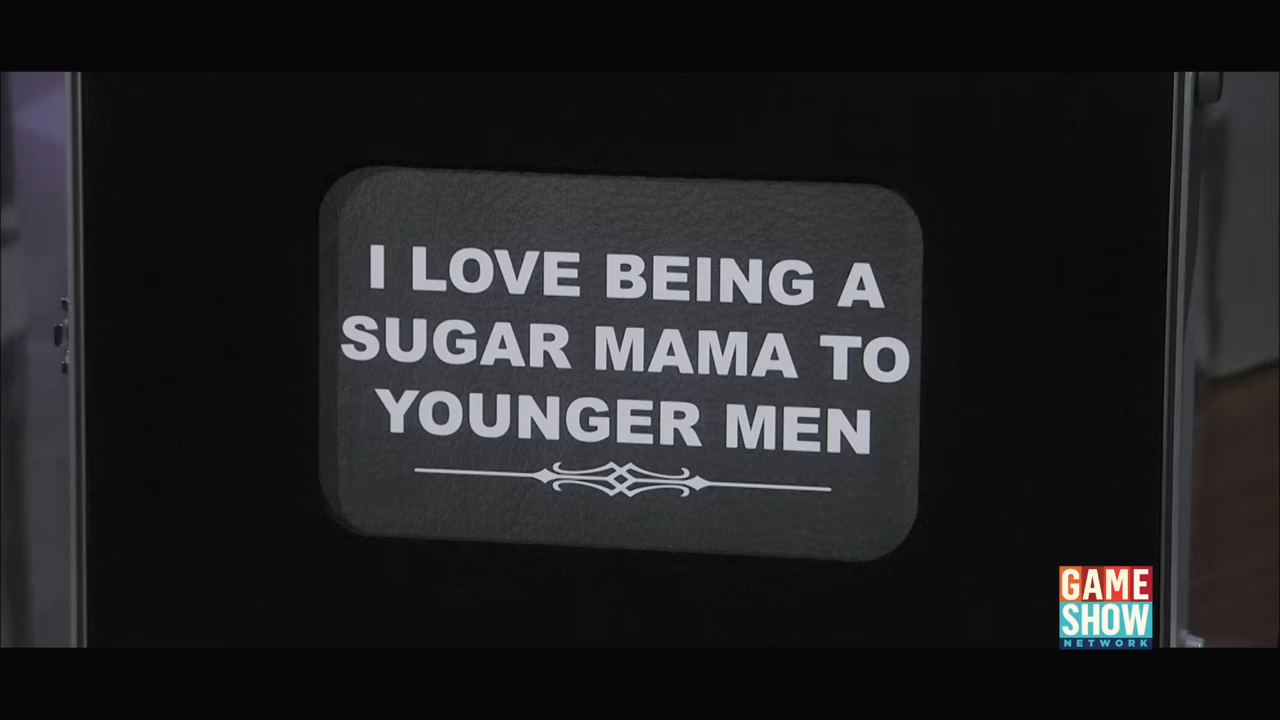 I LOVE BEING A
SUGAR MAMA TO
YOUNGER MEN
GAME
SHOW
NETWORK